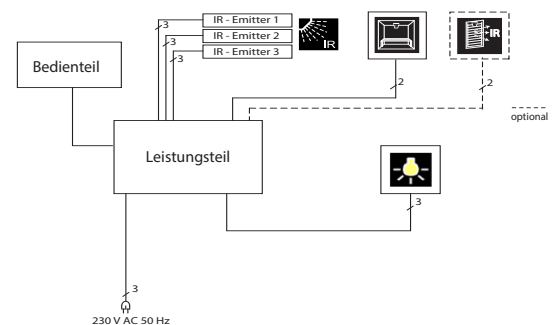 3
IR - Emitter 1
3
IR - Emitter 2
3
IR - Emitter 3
IR
IR
Bedienteil
2
2
optional
Leistungsteil
3
3
230 V AC 50 Hz